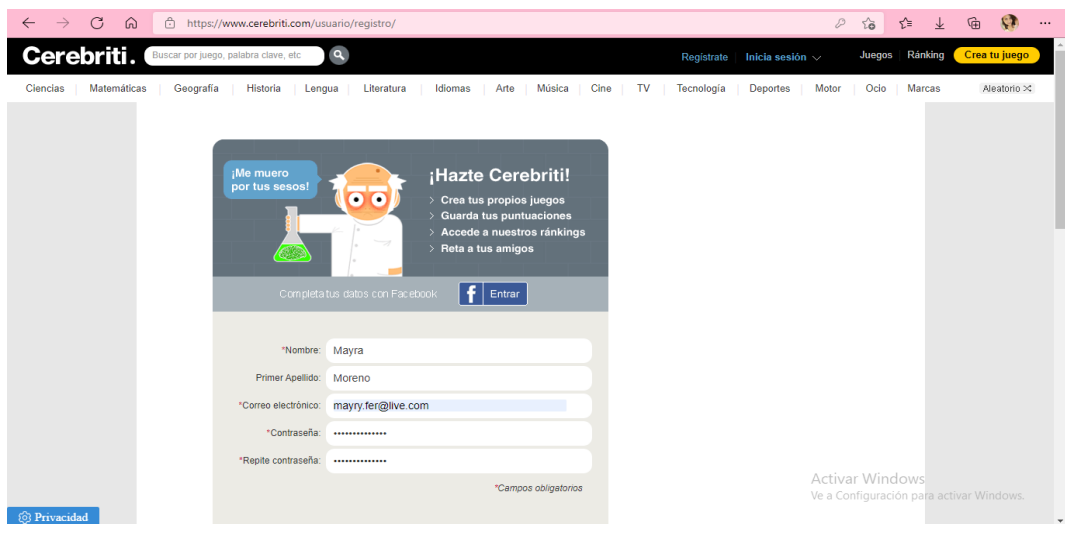 https://www.cerebriti.com/usuario/registro/
Cerebriti. Buscar por juego, palabra clave, etc Regístrate Inicia sesión Juegos Ránking Crea tu juego
Ciencias Matemáticas Geografía Historia Lengua Literatura Idiomas Arte Música Cine TV Tecnología Deportes Motor Ocio Marcas Aleatorio
¡Me muero
por tus sesos!
¡Hazte Cerebriti!
> Crea tus propios juegos
> Guarda tus puntuaciones
> Accede a nuestros ránkings
> Reta a tus amigos
Completa tus datos con Facebook f Entrar
*Nombre: Mayra
Primer Apellido: Moreno
*Correo electrónico: mayry.fer@live.com
*Contraseña: ••••••••••••••
*Repite contraseña: ••••••••••••••
*Campos obligatorios
Activar Windows
Ve a Configuración para activar Windows.
Privacidad